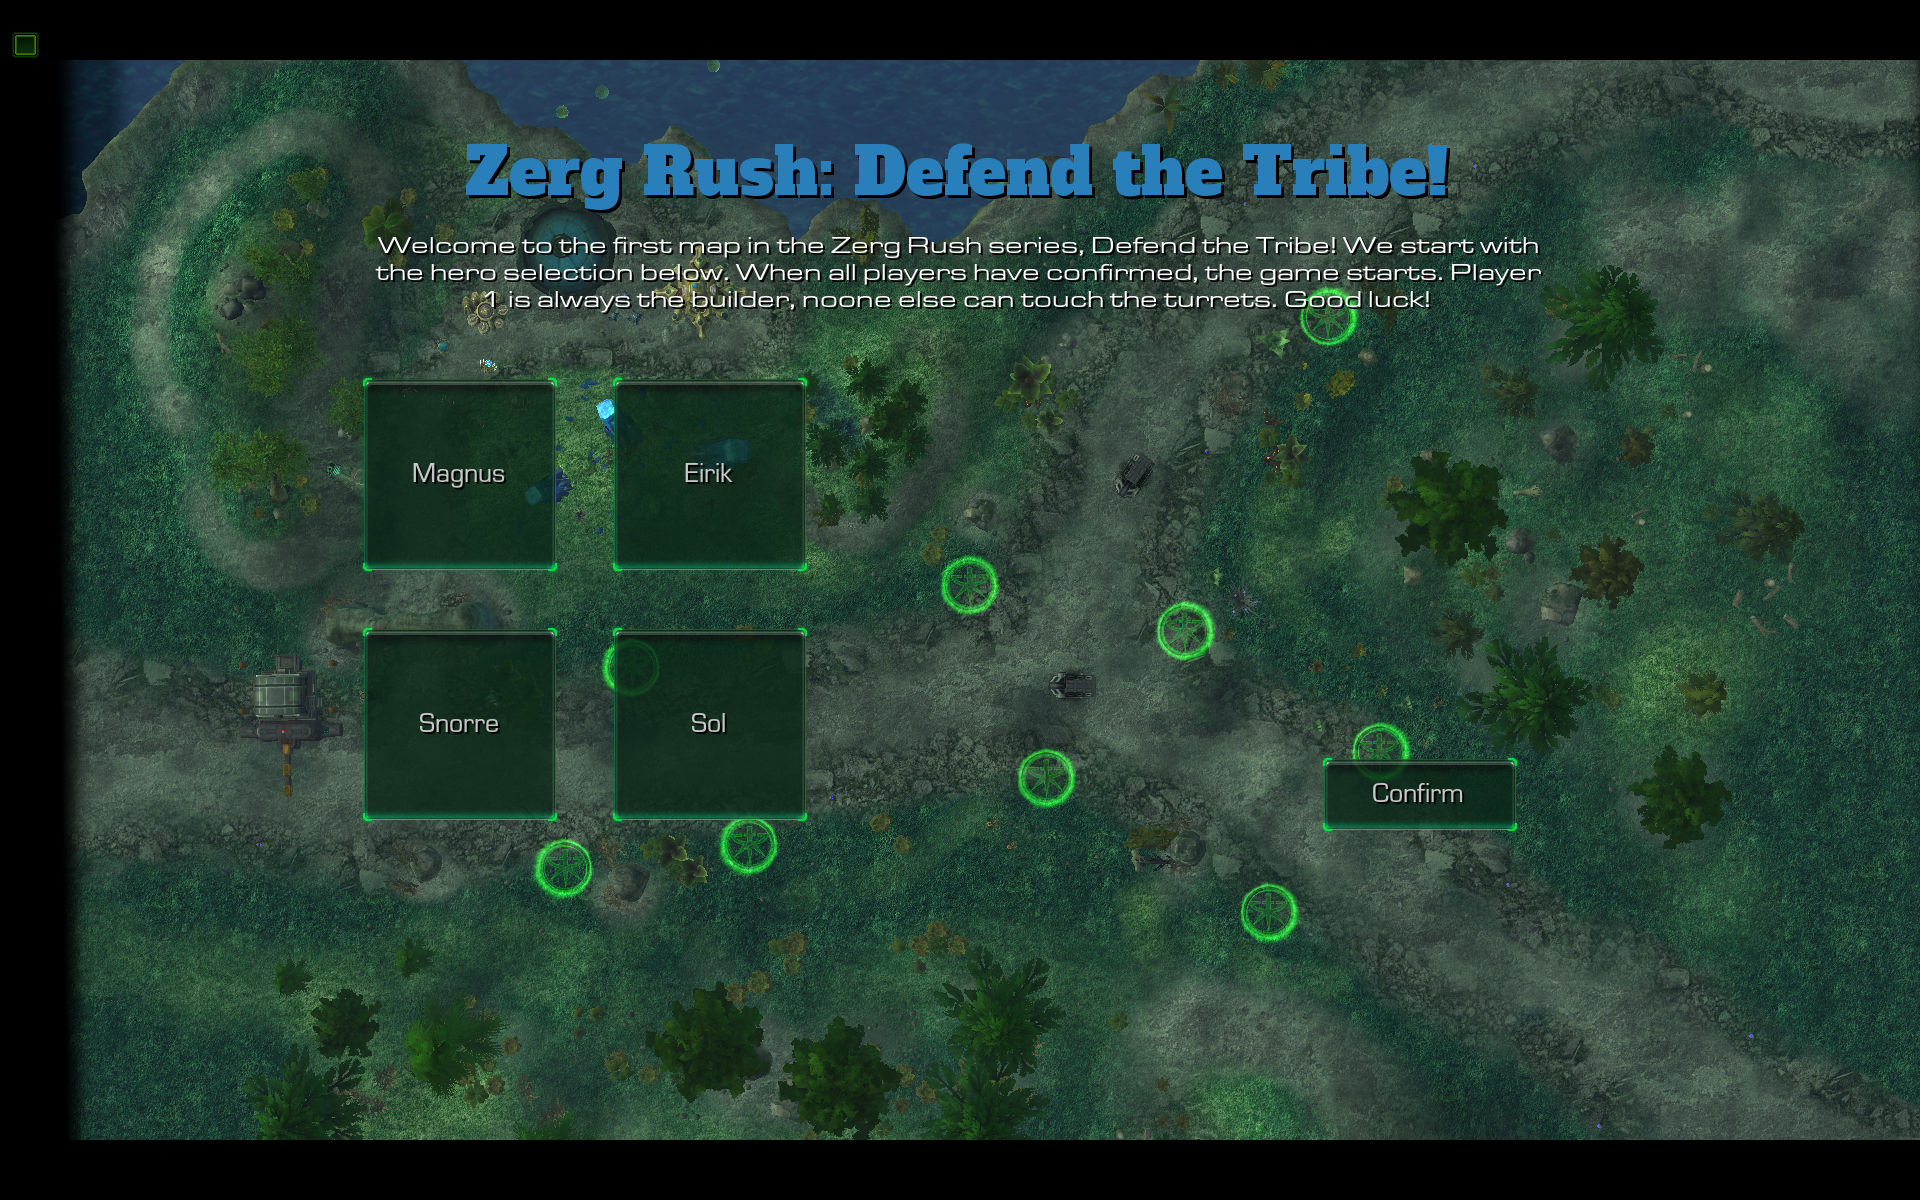 Zerg Rush: Defend the Tribe!
Welcome to the first map in the Zerg Rush series, Defend the Tribe! We start with
the hero selection below. When all players have confirmed, the game starts. Player
1 is always the builder, noone else can touch the turrets. Good luck!
Magnus
Eirik
Snorre
Sol
Confirm